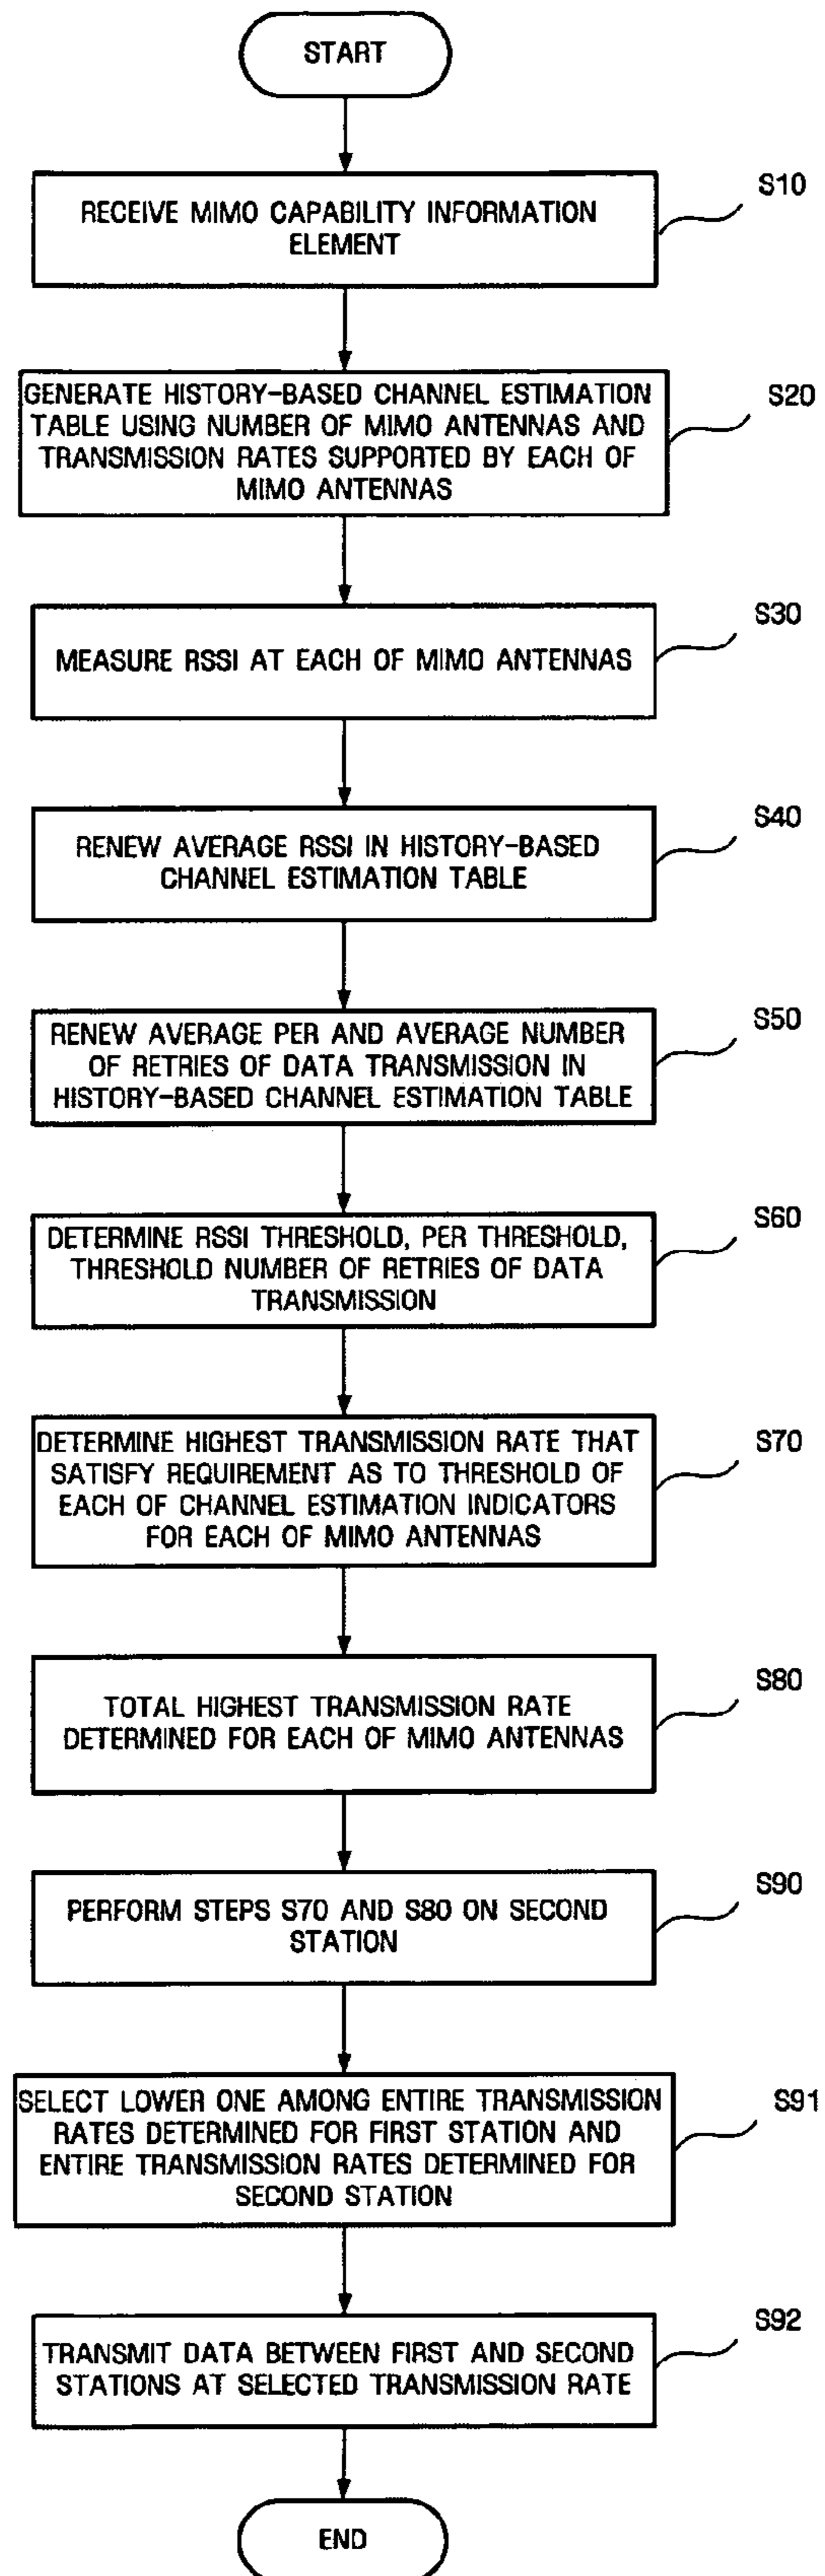 START
S10
RECEIVE MIMO CAPABILITY INFORMATION
ELEMENT
S20
GENERATE HISTORY-BASED CHANNEL ESTIMATION
TABLE USING NUMBER OF MIMO ANTENNAS AND
TRANSMISSION RATES SUPPORTED BY EACH OF
MIMO ANTENNAS
S30
MEASURE RSSI AT EACH OF MIMO ANTENNAS
S40
RENEW AVERAGE RSSI IN HISTORY-BASED
CHANNEL ESTIMATION TABLE
S50
RENEW AVERAGE PER AND AVERAGE NUMBER
OF RETRIES OF DATA TRANSMISSION IN
HISTORY-BASED CHANNEL ESTIMATION TABLE
S60
DETERMINE RSSI THRESHOLD, PER THRESHOLD,
THRESHOLD NUMBER OF RETRIES OF DATA
TRANSMISSION
S70
DETERMINE HIGHEST TRANSMISSION RATE THAT
SATISFY REQUIREMENT AS TO THRESHOLD OF
EACH OF CHANNEL ESTIMATION INDICATORS
FOR EACH OF MIMO ANTENNAS
S80
TOTAL HIGHEST TRANSMISSION RATE
DETERMINED FOR EACH OF MIMO ANTENNAS
S90
PERFORM STEPS S70 AND S80 ON SECOND
STATION
S91
SELECT LOWER ONE AMONG ENTIRE TRANSMISSION
RATES DETERMINED FOR FIRST STATION AND
ENTIRE TRANSMISSION RATES DETERMINED FOR
SECOND STATION
S92
TRANSMIT DATA BETWEEN FIRST AND SECOND
STATIONS AT SELECTED TRANSMISSION RATE
END